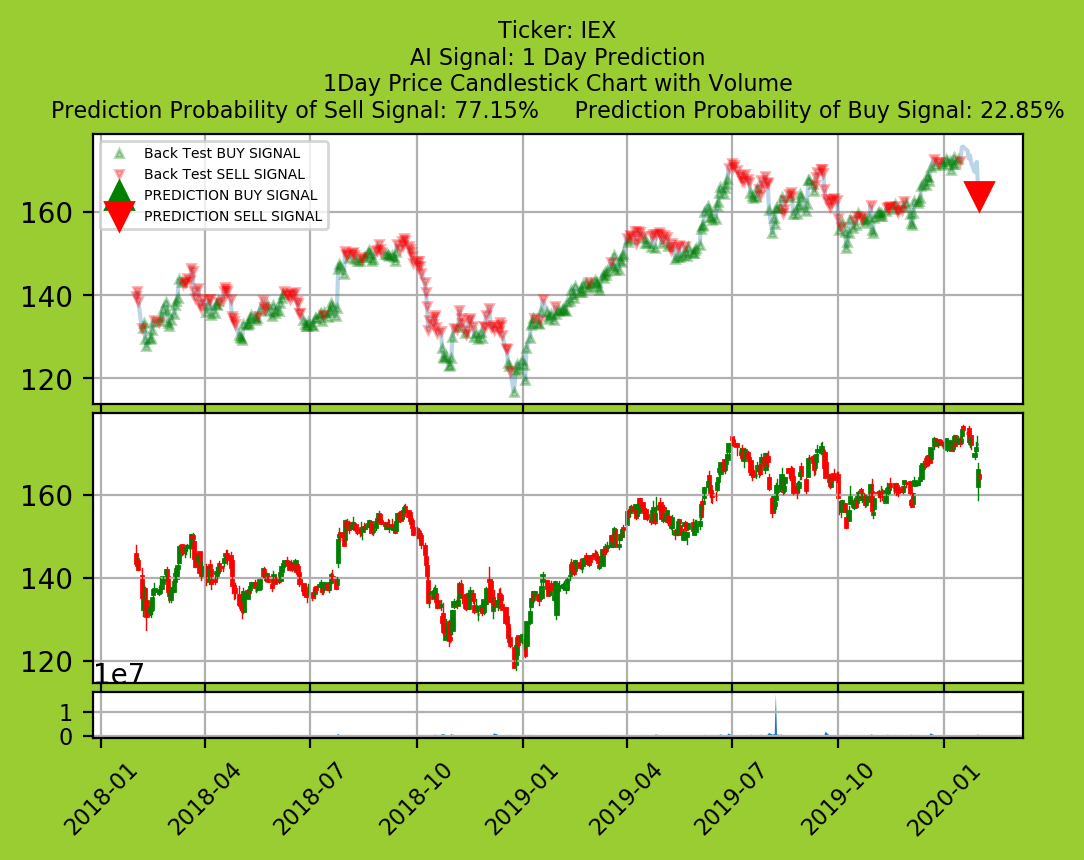 Ticker: IEX
AI Signal: 1 Day Prediction
1Day Price Candlestick Chart with Volume
Prediction Probability of Sell Signal: 77.15%     Prediction Probability of Buy Signal: 22.85%
Back Test BUY SIGNAL
Back Test SELL SIGNAL
PREDICTION BUY SIGNAL
PREDICTION SELL SIGNAL
160
140
120
160
140
120
1e7
1
0
2018-01 2018-04 2018-07 2018-10 2019-01 2019-04 2019-07 2019-10 2020-01